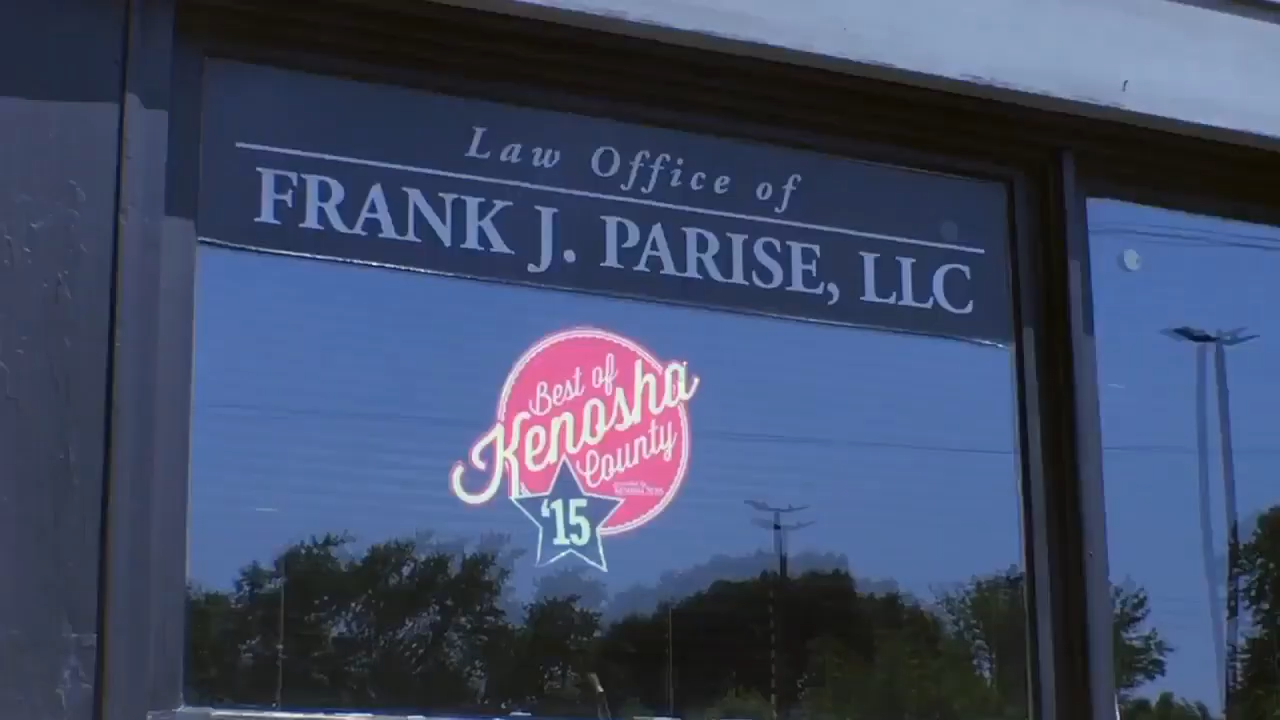 Law Office of
FRANK J. PARISE, LLC
Best of
Kenosha
County
'15